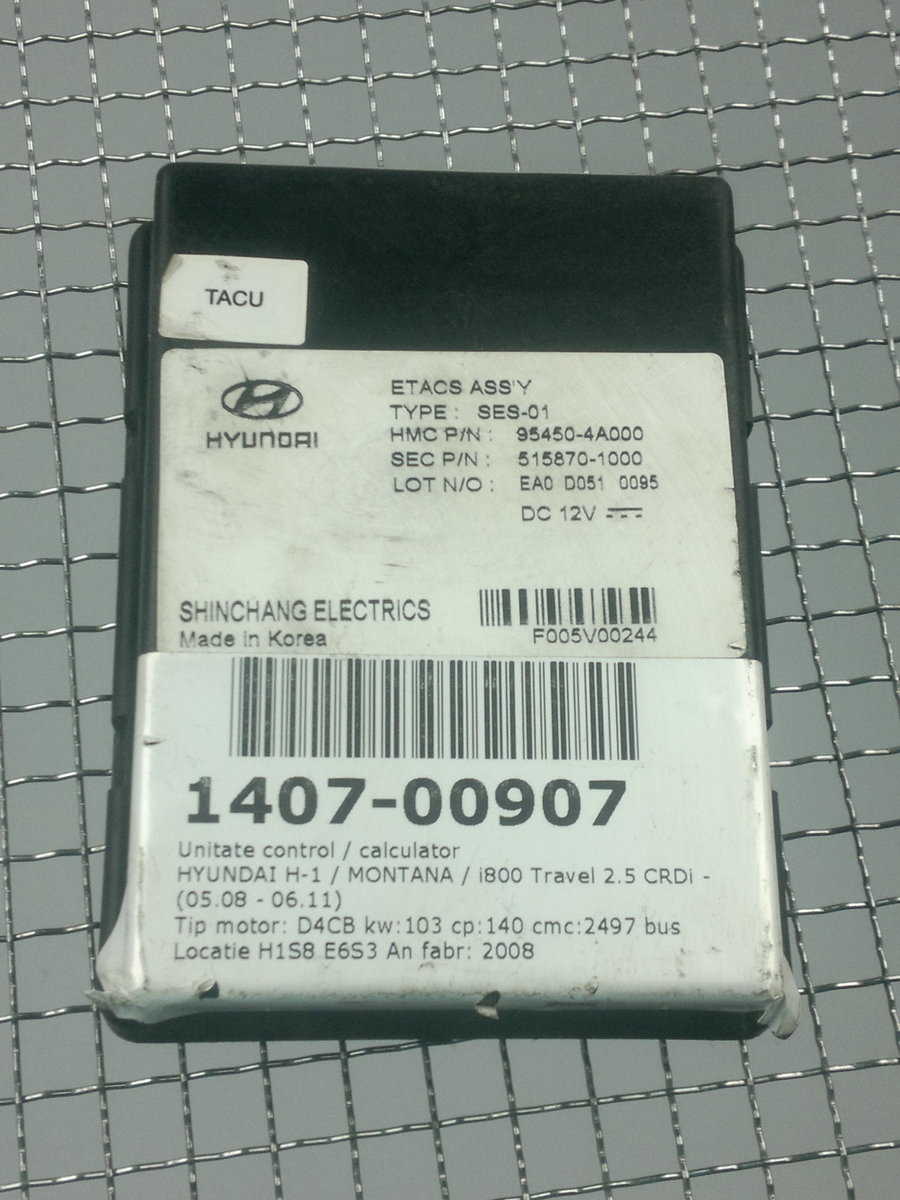 TACU
HYUNDAI
ETACS ASS'Y
TYPE : SES-01
HMC P/N : 95450-4A000
SEC P/N : 515870-1000
LOT N/O : EA0 D051 0095
DC 12V
SHINCHANG ELECTRICS
Made in Korea
F005V00244
1407-00907
Unitate control / calculator
HYUNDAI H-1 / MONTANA / i800 Travel 2.5 CRDi -
(05.08 - 06.11)
Tip motor: D4CB kw:103 cp:140 cmc:2497 bus
Locatie H1S8 E6S3 An fabr: 2008